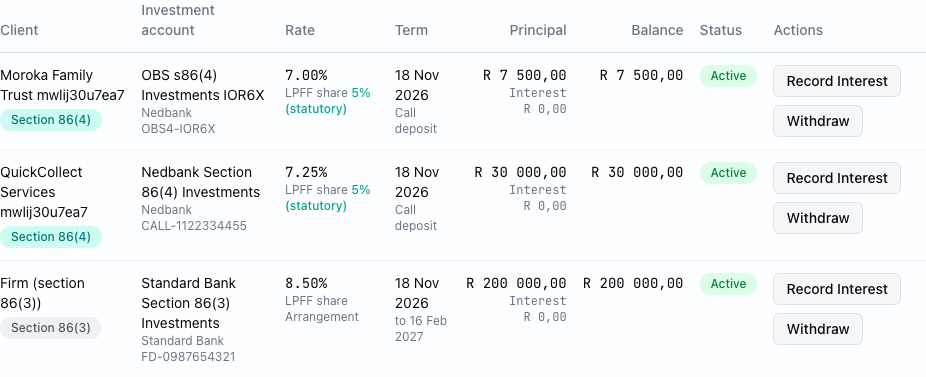 Client
Investment account
Rate
Term
Principal
Balance
Status
Actions
Moroka Family
Trust mwlij30u7ea7
Section 86(4)
OBS s86(4)
Investments IOR6X
Nedbank
OBS4-IOR6X
7.00%
LPFF share 5%
(statutory)
18 Nov
2026
Call
deposit
R 7 500,00
Interest
R 0,00
R 7 500,00
Active
Record Interest
Withdraw
QuickCollect
Services
mwlij30u7ea7
Section 86(4)
Nedbank Section
86(4) Investments
Nedbank
CALL-1122334455
7.25%
LPFF share 5%
(statutory)
18 Nov
2026
Call
deposit
R 30 000,00
Interest
R 0,00
R 30 000,00
Active
Record Interest
Withdraw
Firm (section
86(3))
Section 86(3)
Standard Bank
Section 86(3)
Investments
Standard Bank
FD-0987654321
8.50%
LPFF share
Arrangement
18 Nov
2026
to 16 Feb
2027
R 200 000,00
Interest
R 0,00
R 200 000,00
Active
Record Interest
Withdraw